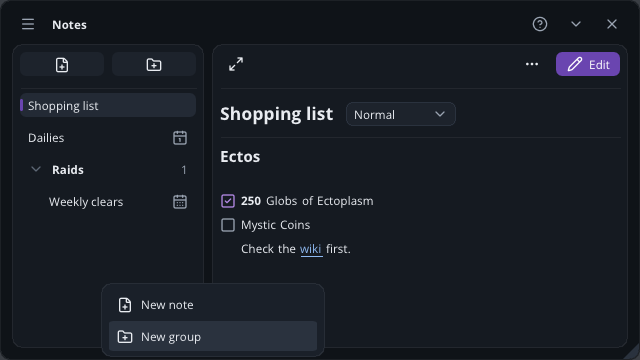 Notes
Edit
Shopping list
Dailies
Raids 1
Weekly clears
Shopping list Normal
Ectos
250 Globs of Ectoplasm
Mystic Coins
Check the wiki first.
New note
New group